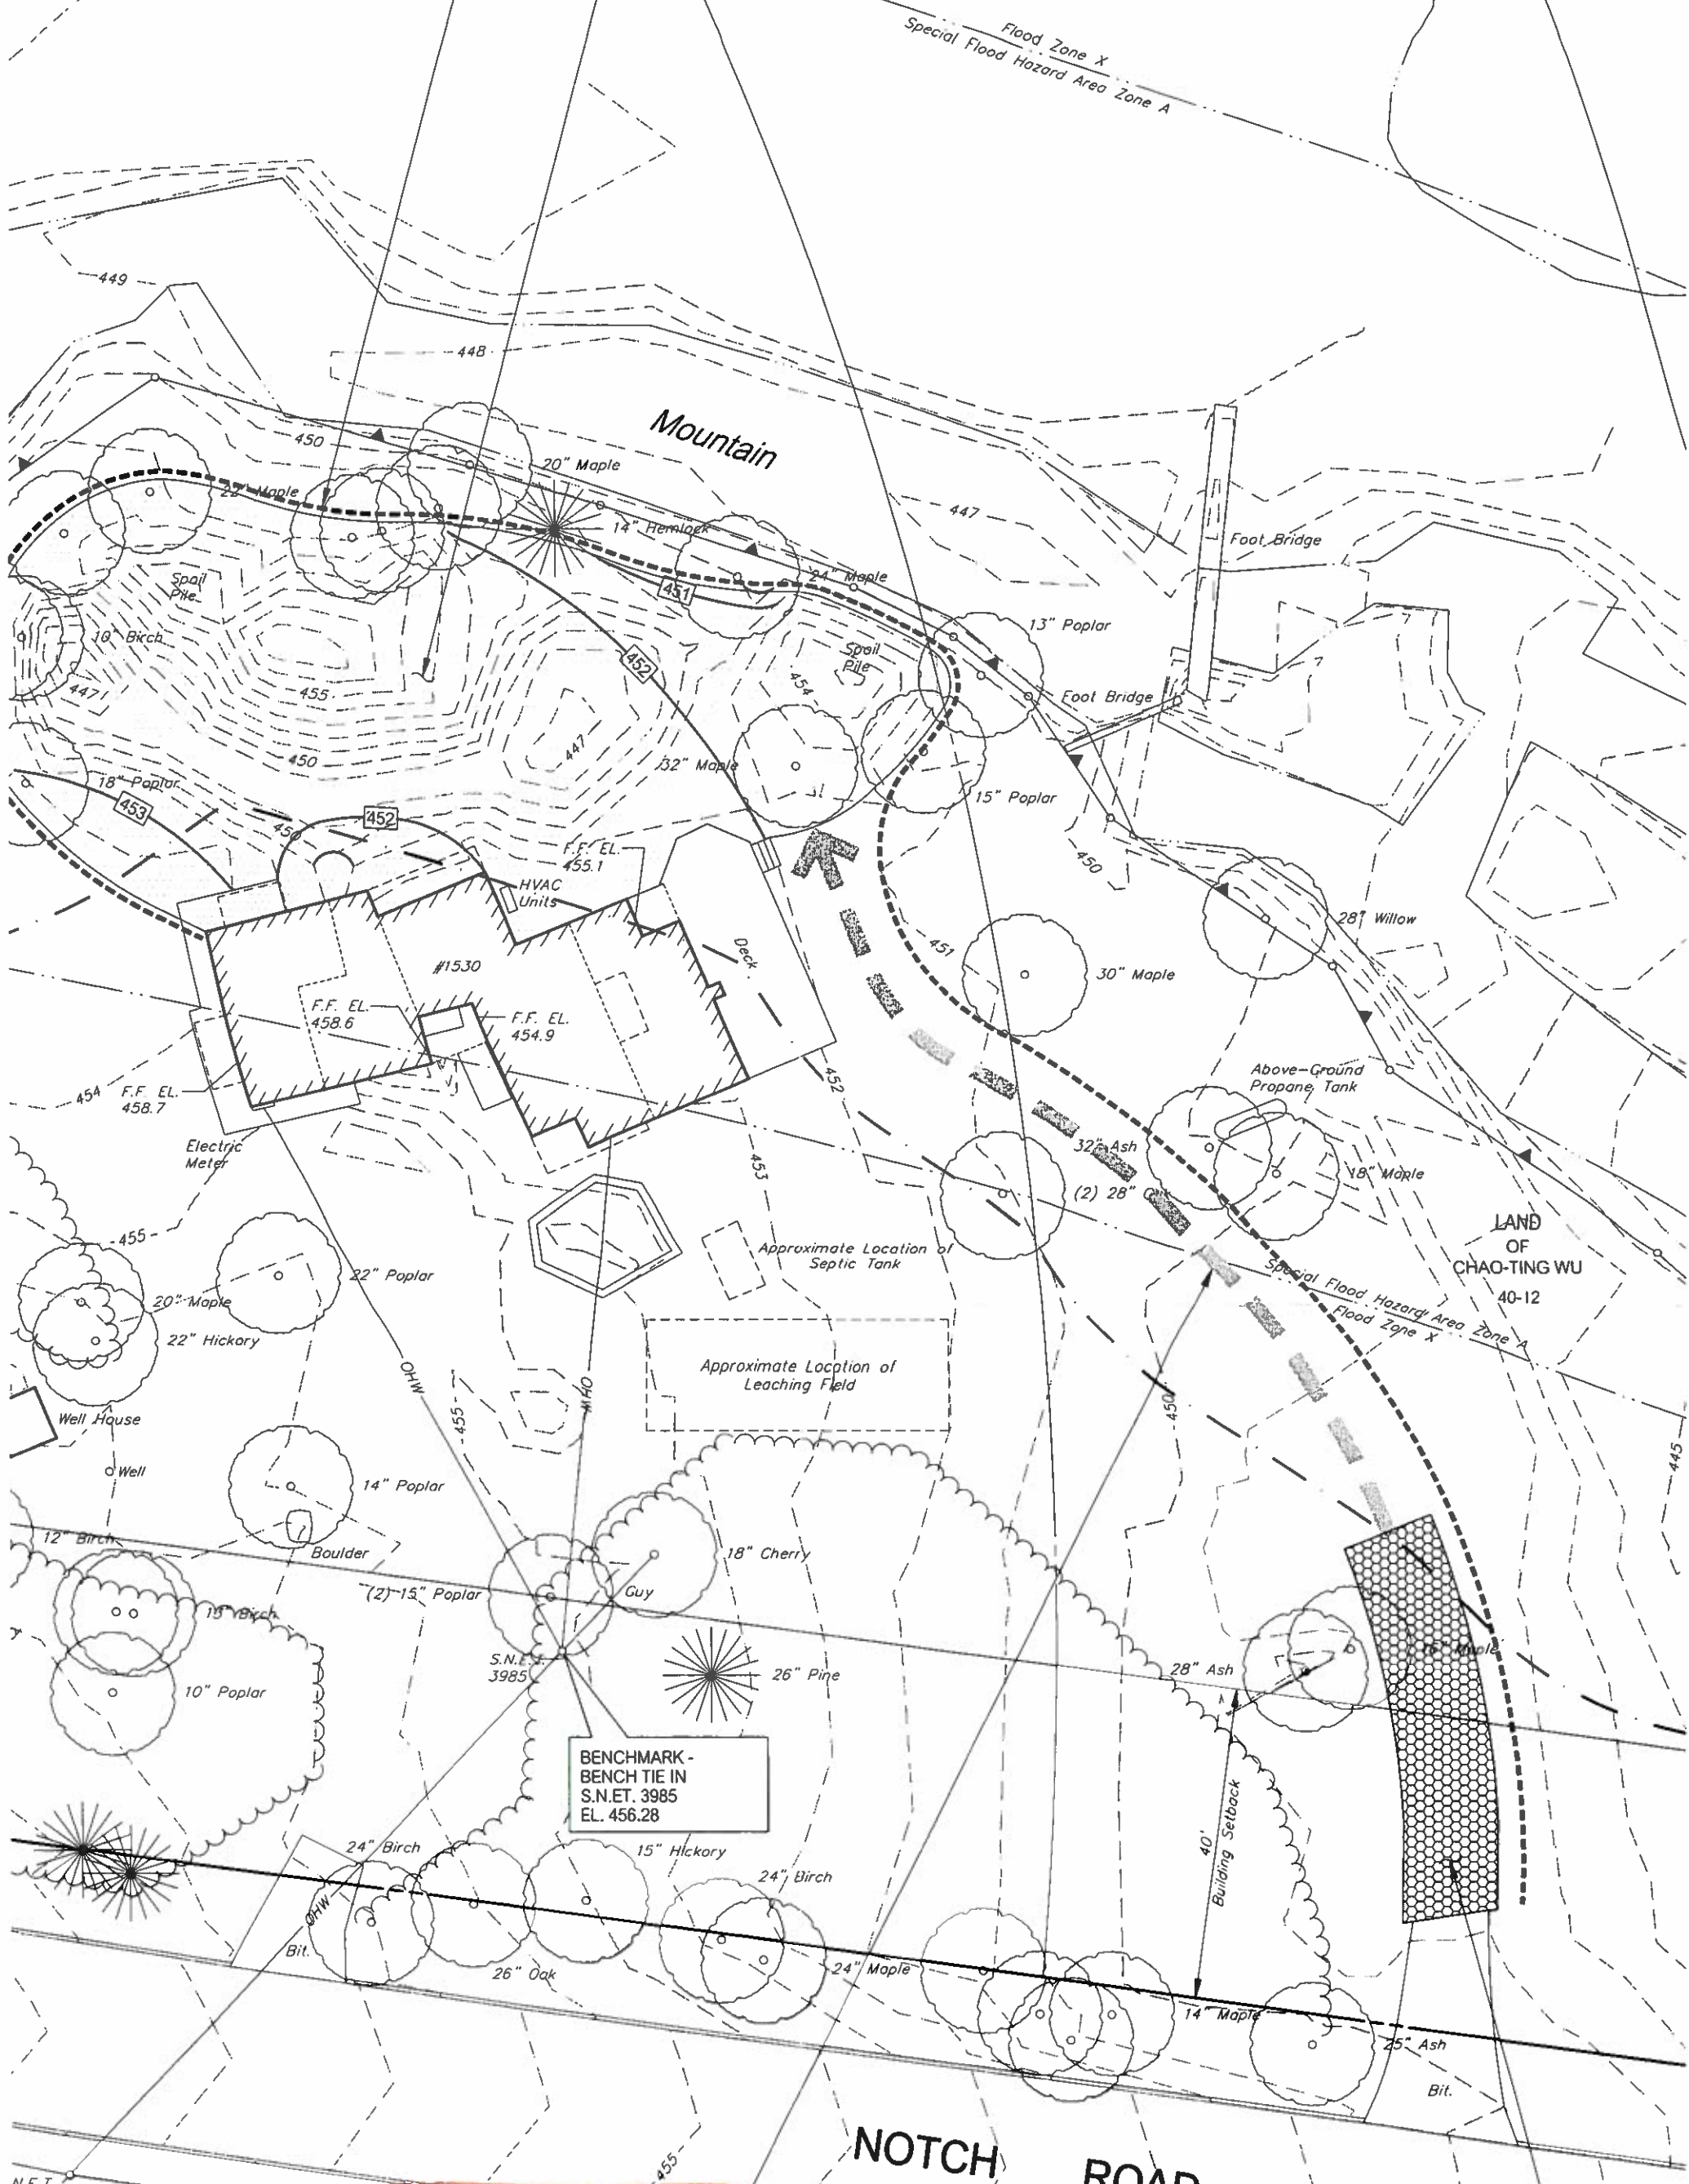 Flood Zone X
Special Flood Hazard Area Zone A
449
448
Mountain
450
20" Maple
22" Maple
14" Hemlock
447
Foot Bridge
24" Maple
451
Spoil
Pile
10" Birch
13" Poplar
Spoil
Pile
452
454
447
455
Foot Bridge
447
450
32" Maple
15" Poplar
18" Poplar
453
452
450
F.F. EL.
455.1
450
HVAC
Units
28" Willow
451
Deck
#1530
30" Maple
F.F. EL.
458.6
F.F. EL.
454.9
452
Above-Ground
Propane Tank
454
F.F. EL.
458.7
Electric
Meter
32" Ash
453
18" Maple
(2) 28"
LAND
OF
CHAO-TING WU
40-12
455
Approximate Location of
Septic Tank
22" Poplar
Special Flood Hazard Area Zone A
Flood Zone X
20" Maple
22" Hickory
Approximate Location of
Leaching Field
OHW
OHW
450
455
445
Well House
Well
14" Poplar
12" Birch
Boulder
18" Cherry
(2) 15" Poplar
Guy
15" Birch
S.N.E.T.
3985
26" Pine
28" Ash
16" Maple
10" Poplar
BENCHMARK -
BENCH TIE IN
S.N.ET. 3985
EL. 456.28
40'
Building Setback
24" Birch
15" Hickory
24" Birch
OHW
Bit.
26" Oak
24" Maple
14" Maple
25" Ash
Bit.
NOTCH ROAD
455
N.E.T.